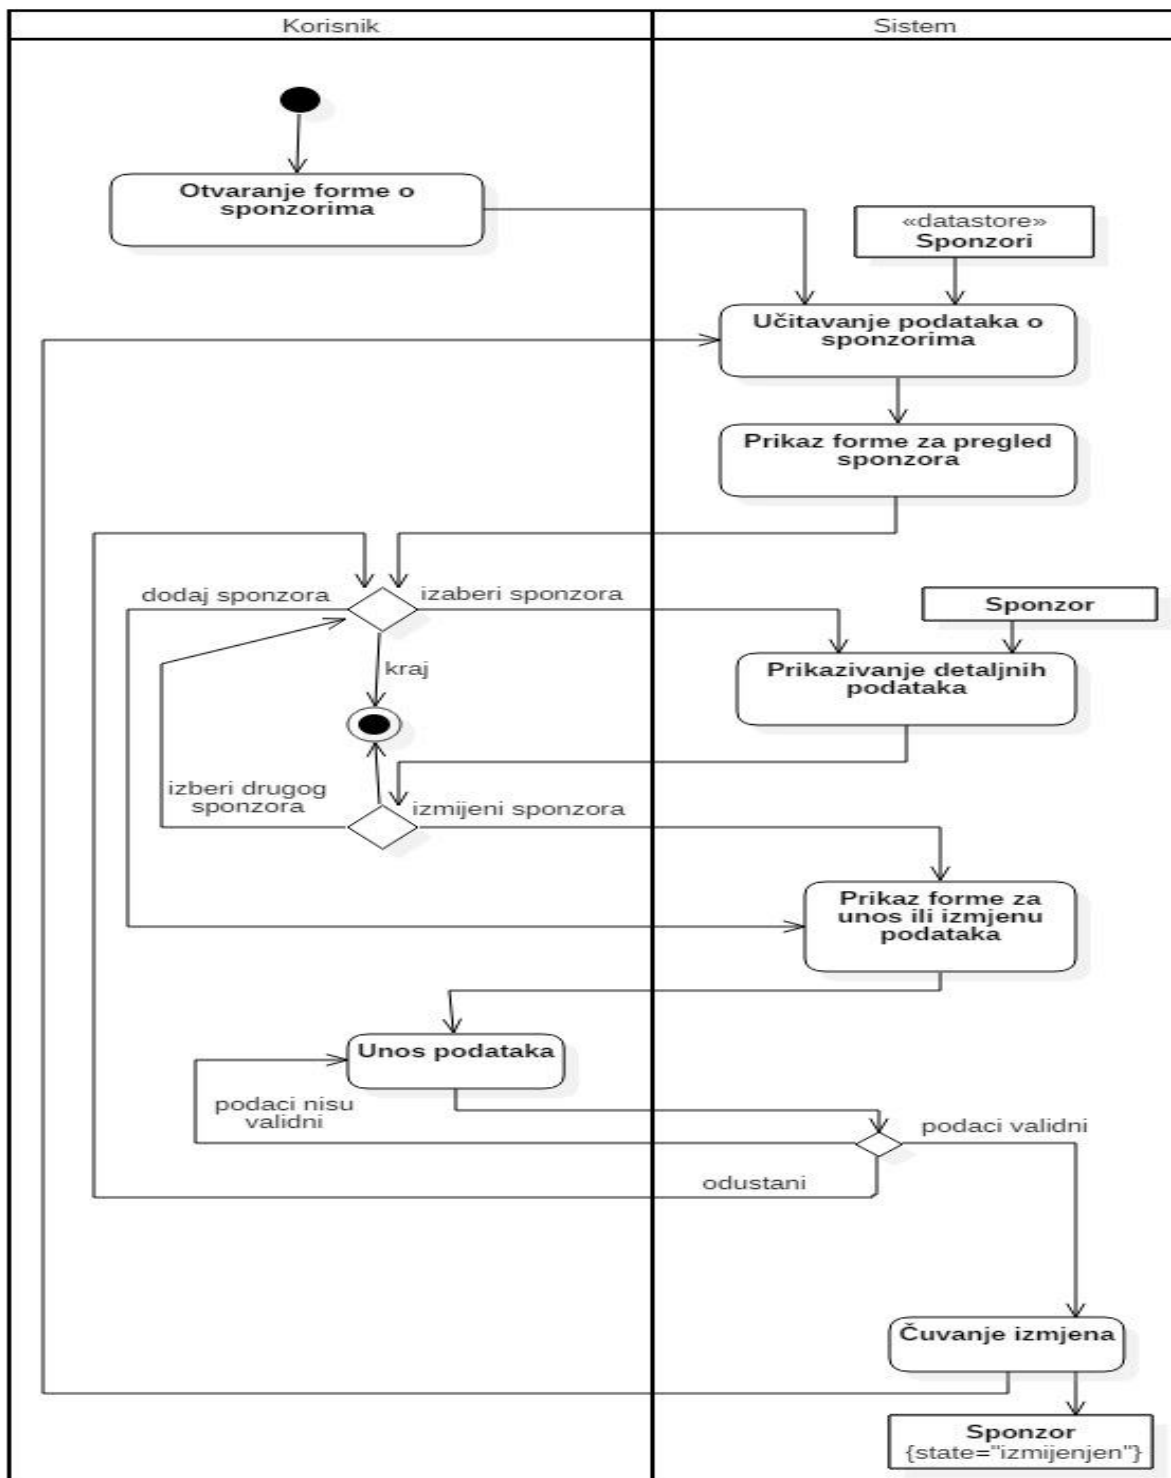 Korisnik
Sistem
Otvaranje forme o
sponzorima
«datastore»
Sponzori
Učitavanje podataka o
sponzorima
Prikaz forme za pregled
sponzora
dodaj sponzora
izaberi sponzora
Sponzor
kraj
Prikazivanje detaljnih
podataka
izberi drugog
sponzora
izmijeni sponzora
Prikaz forme za
unos ili izmjenu
podataka
Unos podataka
podaci nisu
validni
podaci validni
odustani
Čuvanje izmjena
Sponzor
{state="izmijenjen"}